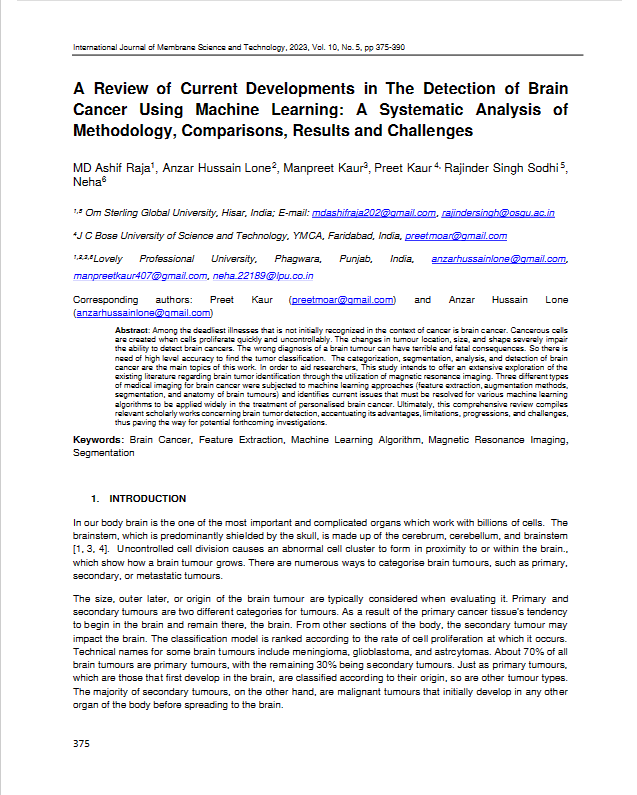 International Journal of Membrane Science and Technology, 2023, Vol. 10, No. 5, pp 375-390
A Review of Current Developments in The Detection of Brain
Cancer Using Machine Learning: A Systematic Analysis of
Methodology, Comparisons, Results and Challenges
MD Ashif Raja1, Anzar Hussain Lone2, Manpreet Kaur3, Preet Kaur4, Rajinder Singh Sodhi5,
Neha6
1,5 Om Sterling Global University, Hisar, India; E-mail: mdashifraja202@gmail.com, rajindersingh@osgu.ac.in
4J C Bose University of Science and Technology, YMCA, Faridabad, India, preetmoar@gmail.com
1,2,3,6Lovely Professional University, Phagwara, Punjab, India, anzarhussainlone@gmail.com,
manpreetkaur407@gmail.com, neha.22189@lpu.co.in
Corresponding authors: Preet Kaur (preetmoar@gmail.com) and Anzar Hussain Lone
(anzarhussainlone@gmail.com)
Abstract: Among the deadliest illnesses that is not initially recognized in the context of cancer is brain cancer. Cancerous cells
are created when cells proliferate quickly and uncontrollably. The changes in tumour location, size, and shape severely impair
the ability to detect brain cancers. The wrong diagnosis of a brain tumour can have terrible and fatal consequences. So there is
need of high level accuracy to find the tumor classification. The categorization, segmentation, analysis, and detection of brain
cancer are the main topics of this work. In order to aid researchers, This study intends to offer an extensive exploration of the
existing literature regarding brain tumor identification through the utilization of magnetic resonance imaging. Three different types
of medical imaging for brain cancer were subjected to machine learning approaches (feature extraction, augmentation methods,
segmentation, and anatomy of brain tumours) and identifies current issues that must be resolved for various machine learning
algorithms to be applied widely in the treatment of personalised brain cancer. Ultimately, this comprehensive review compiles
relevant scholarly works concerning brain tumor detection, accentuating its advantages, limitations, progressions, and challenges,
thus paving the way for potential forthcoming investigations.
Keywords: Brain Cancer, Feature Extraction, Machine Learning Algorithm, Magnetic Resonance Imaging,
Segmentation
1. INTRODUCTION
In our body brain is the one of the most important and complicated organs which work with billions of cells. The
brainstem, which is predominantly shielded by the skull, is made up of the cerebrum, cerebellum, and brainstem
[1, 3, 4]. Uncontrolled cell division causes an abnormal cell cluster to form in proximity to or within the brain.,
which show how a brain tumour grows. There are numerous ways to categorise brain tumours, such as primary,
secondary, or metastatic tumours.
The size, outer later, or origin of the brain tumour are typically considered when evaluating it. Primary and
secondary tumours are two different categories for tumours. As a result of the primary cancer tissue's tendency
to begin in the brain and remain there, the brain. From other sections of the body, the secondary tumour may
impact the brain. The classification model is ranked according to the rate of cell proliferation at which it occurs.
Technical names for some brain tumours include meningioma, glioblastoma, and astrcytomas. About 70% of all
brain tumours are primary tumours, with the remaining 30% being secondary tumours. Just as primary tumours,
which are those that first develop in the brain, are classified according to their origin, so are other tumour types.
The majority of secondary tumours, on the other hand, are malignant tumours that initially develop in any other
organ of the body before spreading to the brain.
375